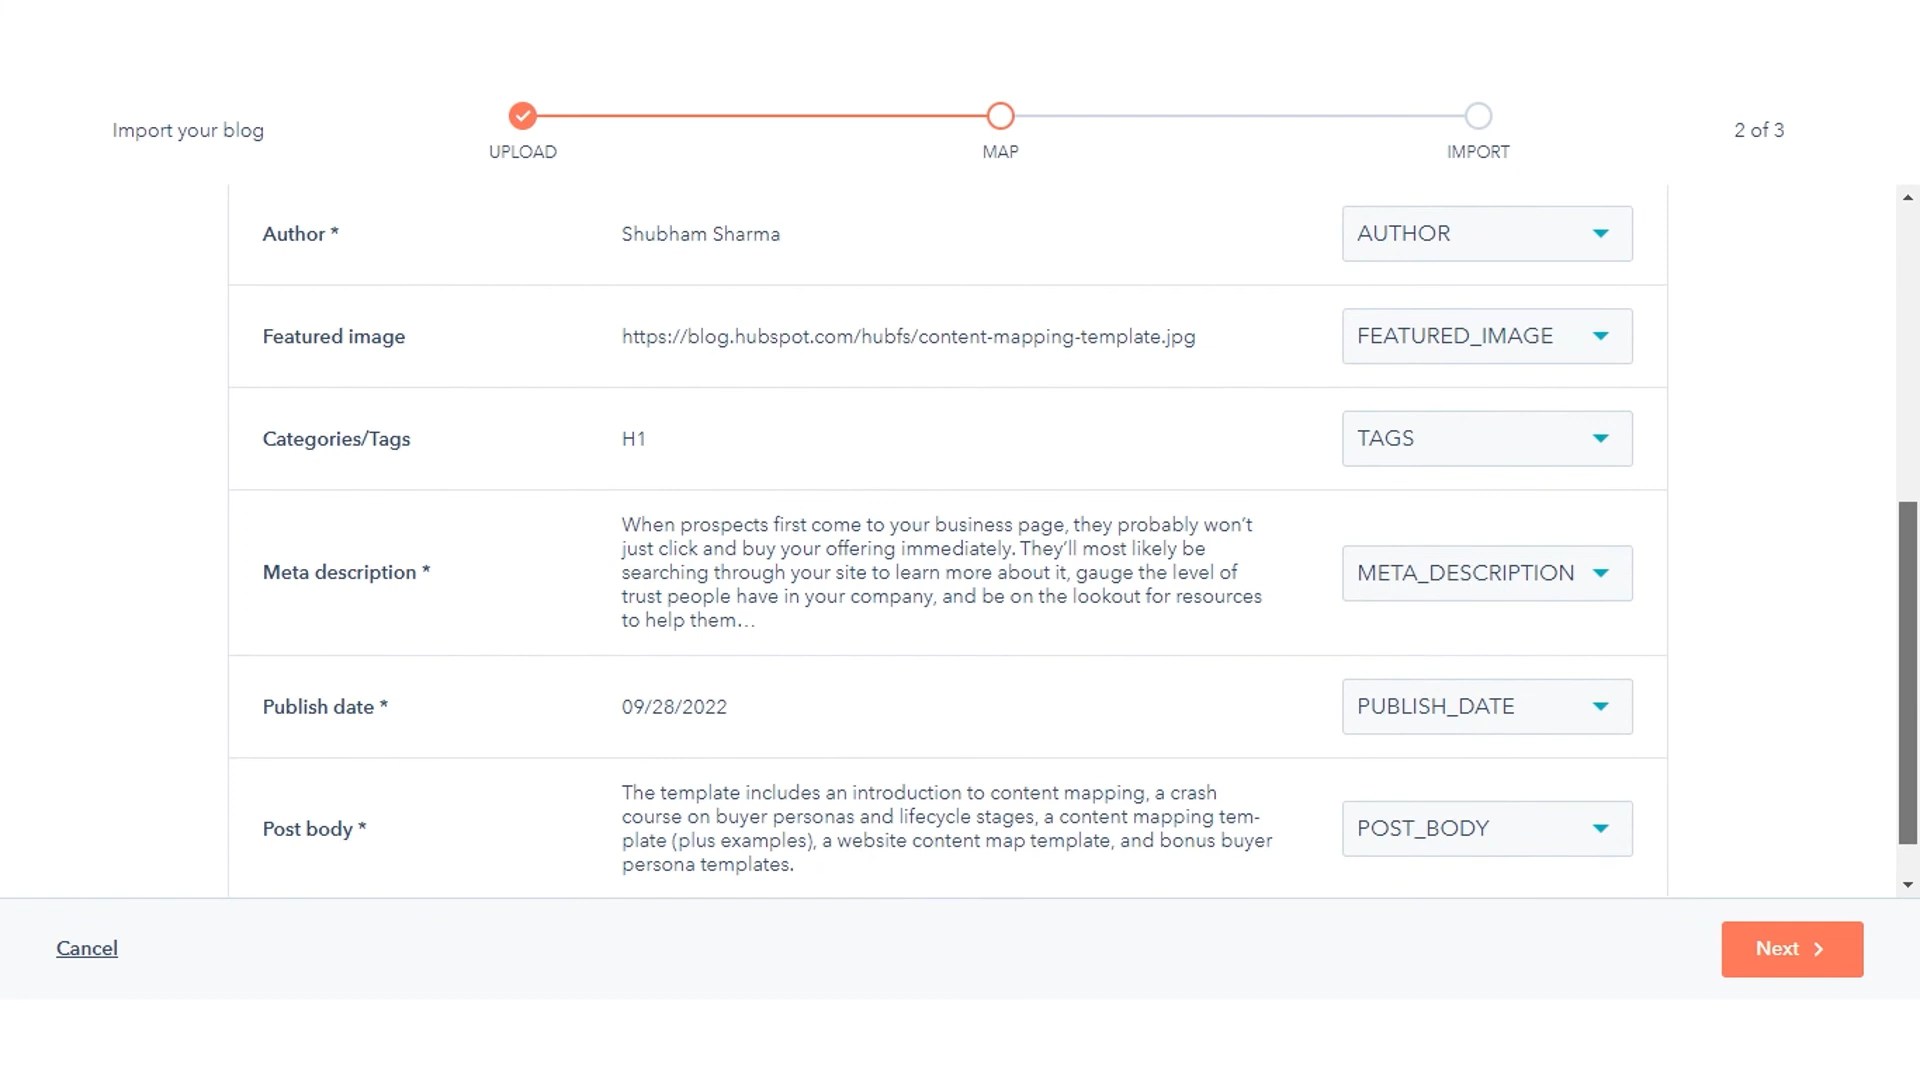 Import your blog
UPLOAD
MAP
IMPORT
2 of 3
Author *
Shubham Sharma
AUTHOR
Featured image
https://blog.hubspot.com/hubfs/content-mapping-template.jpg
FEATURED_IMAGE
Categories/Tags
H1
TAGS
Meta description *
When prospects first come to your business page, they probably won’t
just click and buy your offering immediately. They’ll most likely be
searching through your site to learn more about it, gauge the level of
trust people have in your company, and be on the lookout for resources
to help them…
META_DESCRIPTION
Publish date *
09/28/2022
PUBLISH_DATE
Post body *
The template includes an introduction to content mapping, a crash
course on buyer personas and lifecycle stages, a content mapping tem-
plate (plus examples), a website content map template, and bonus buyer
persona templates.
POST_BODY
Cancel
Next